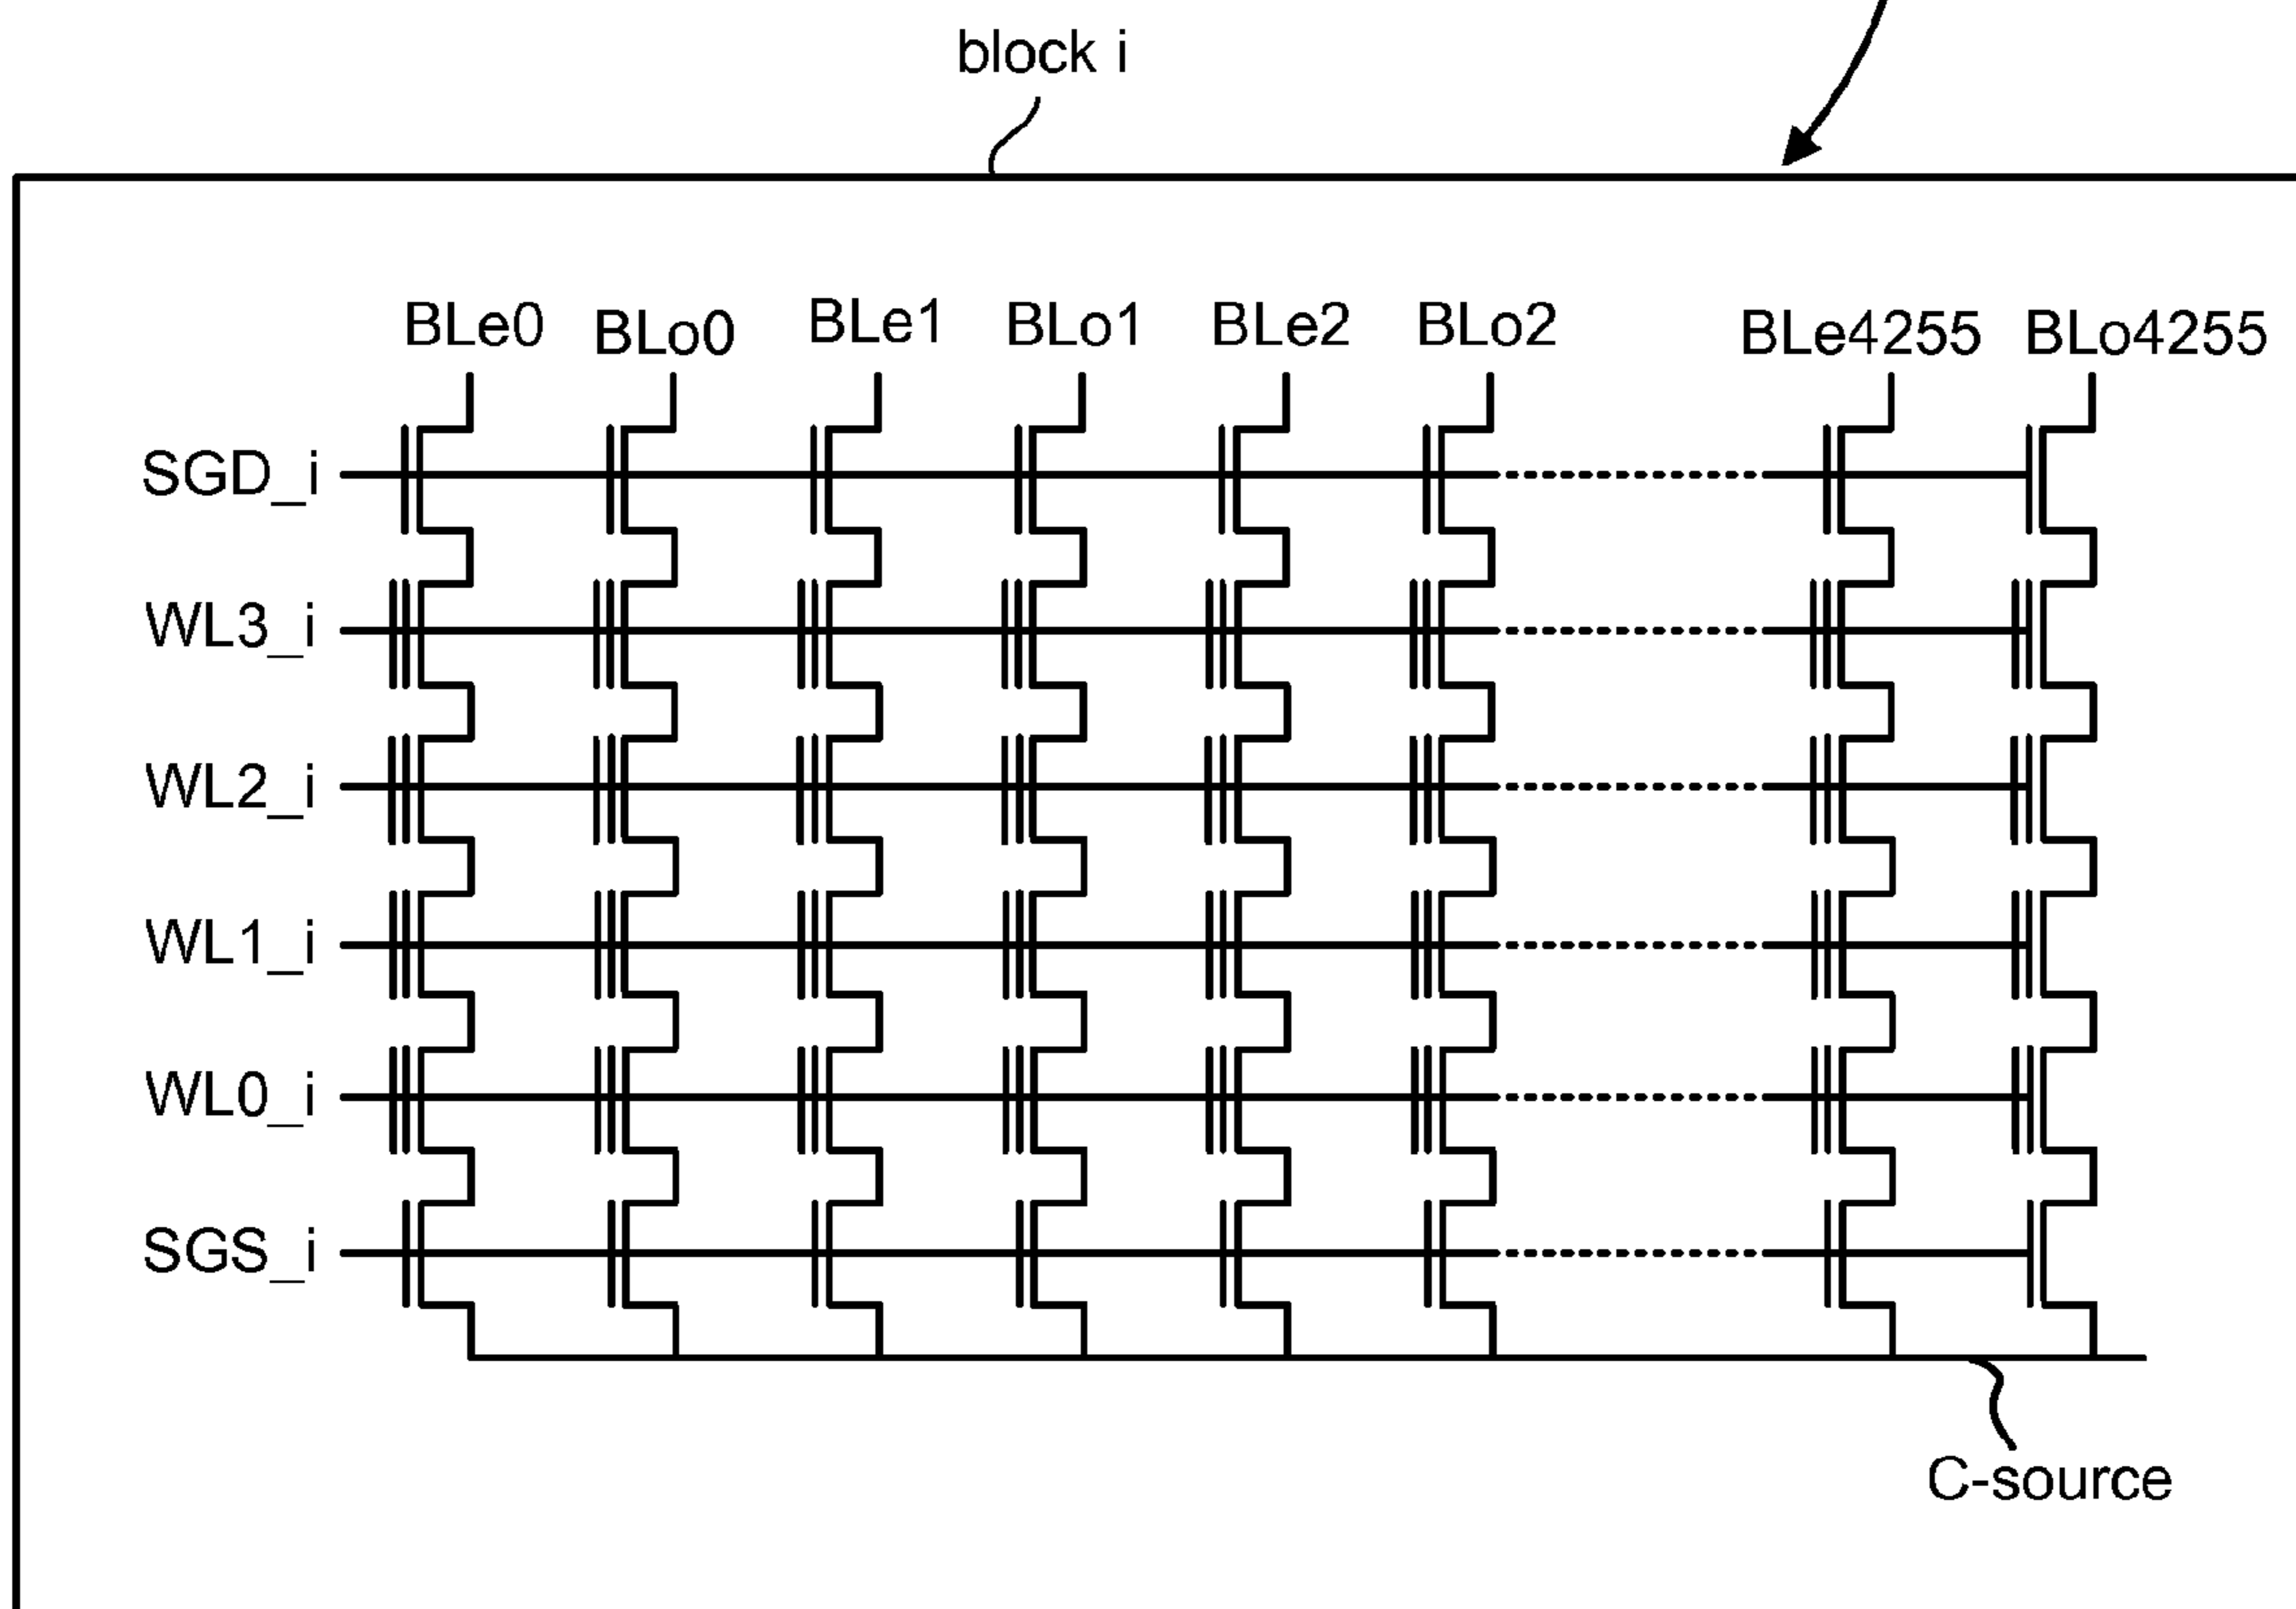 block i
BLe0 BLo0 BLe1 BLo1 BLe2 BLo2 BLe4255 BLo4255
SGD_i
WL3_i
WL2_i
WL1_i
WL0_i
SGS_i
C-source